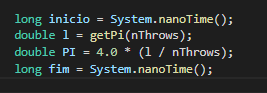 long inicio = System.nanoTime();
double l = getPi(nThrows);
double PI = 4.0 * (l / nThrows);
long fim = System.nanoTime();